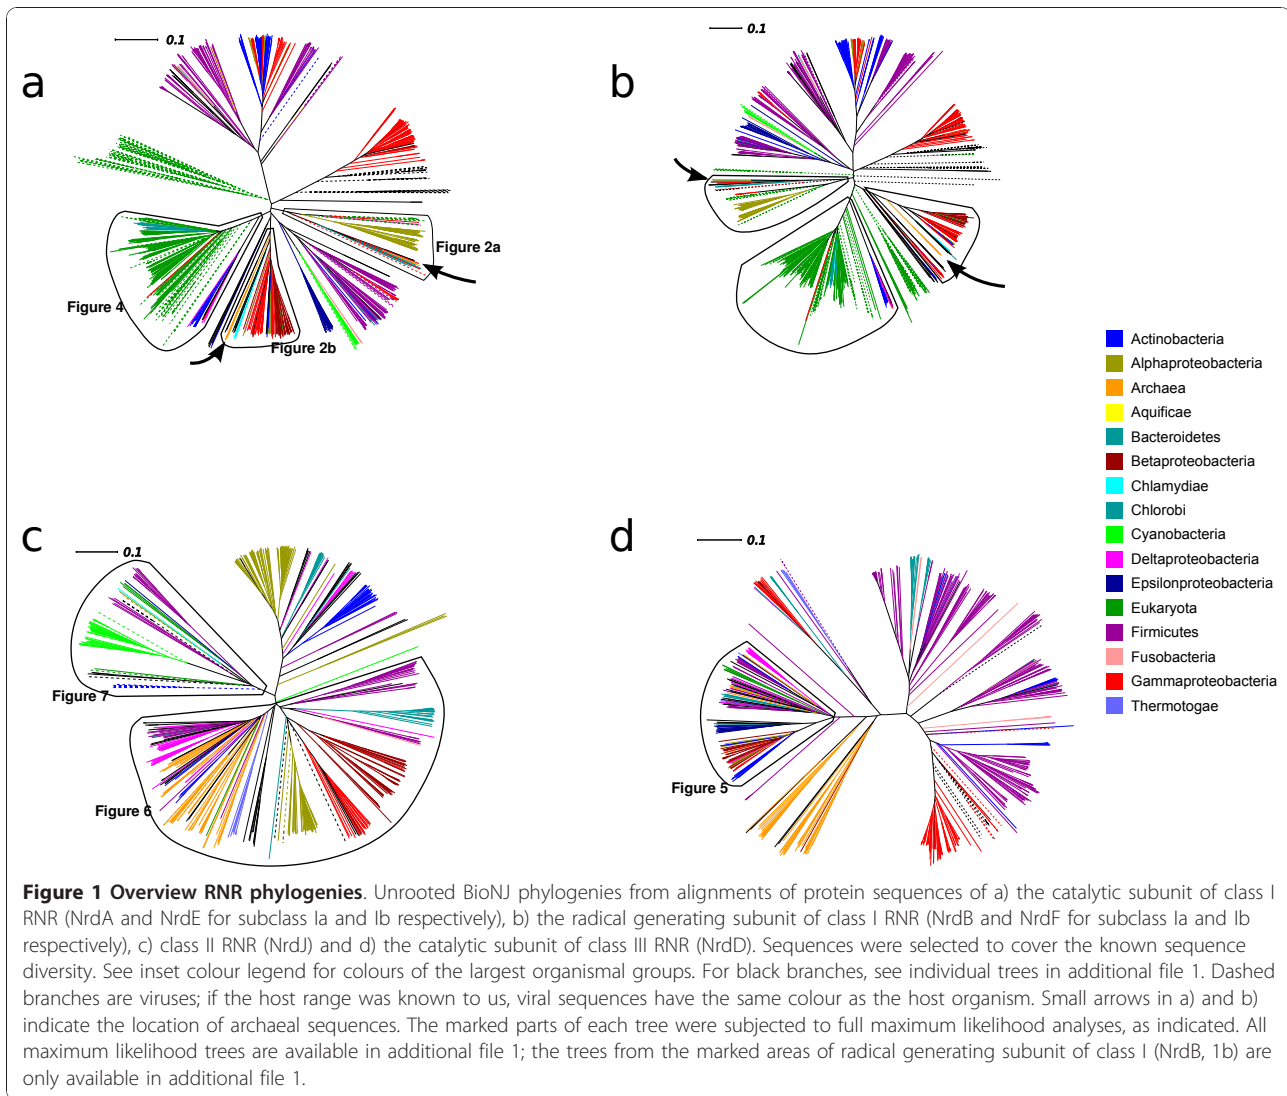 a
0.1
Figure 2a
Figure 4
Figure 2b
b
0.1
Actinobacteria
Alphaproteobacteria
Archaea
Aquificae
Bacteroidetes
Betaproteobacteria
Chlamydiae
Chlorobi
Cyanobacteria
Deltaproteobacteria
Epsilonproteobacteria
Eukaryota
Firmicutes
Fusobacteria
Gammaproteobacteria
Thermotogae
c
0.1
Figure 7
Figure 6
d
0.1
Figure 5
Figure 1 Overview RNR phylogenies. Unrooted BioNJ phylogenies from alignments of protein sequences of a) the catalytic subunit of class I
RNR (NrdA and NrdE for subclass Ia and Ib respectively), b) the radical generating subunit of class I RNR (NrdB and NrdF for subclass Ia and Ib
respectively), c) class II RNR (NrdJ) and d) the catalytic subunit of class III RNR (NrdD). Sequences were selected to cover the known sequence
diversity. See inset colour legend for colours of the largest organismal groups. For black branches, see individual trees in additional file 1. Dashed
branches are viruses; if the host range was known to us, viral sequences have the same colour as the host organism. Small arrows in a) and b)
indicate the location of archaeal sequences. The marked parts of each tree were subjected to full maximum likelihood analyses, as indicated. All
maximum likelihood trees are available in additional file 1; the trees from the marked areas of radical generating subunit of class I (NrdB, 1b) are
only available in additional file 1.